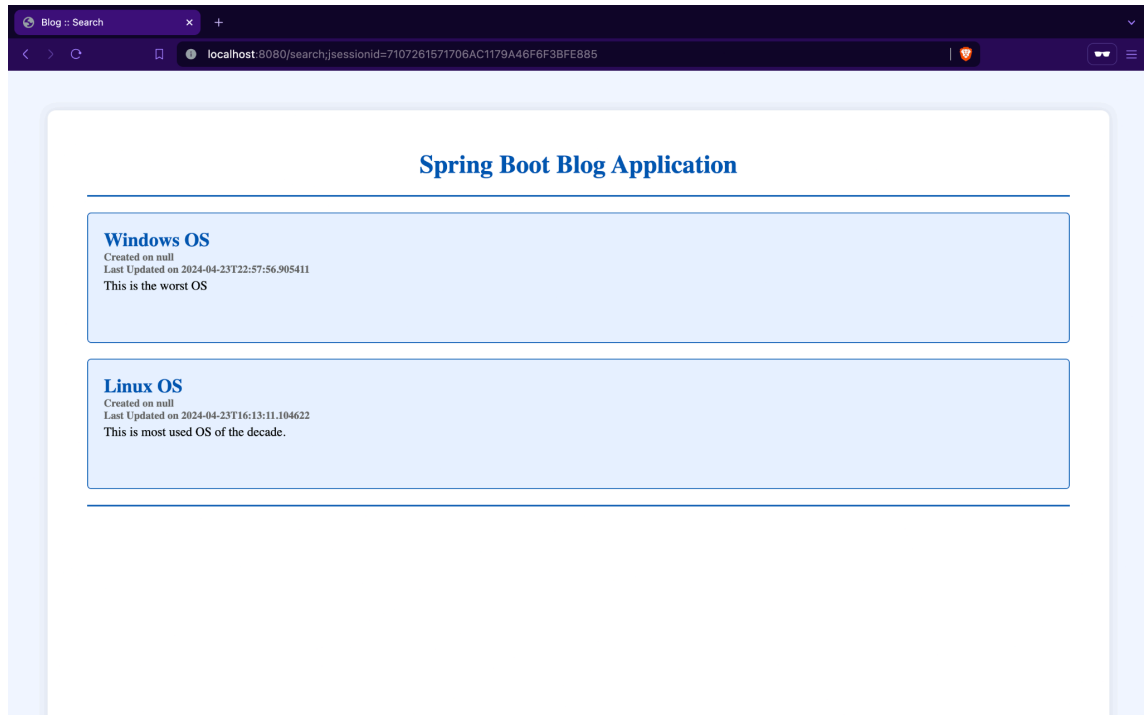 Blog :: Search
localhost:8080/search;jsessionid=7107261571706AC1179A46F6F3BFE885
Spring Boot Blog Application
Windows OS
Created on null
Last Updated on 2024-04-23T22:57:56.905411
This is the worst OS
Linux OS
Created on null
Last Updated on 2024-04-23T16:13:11.104622
This is most used OS of the decade.